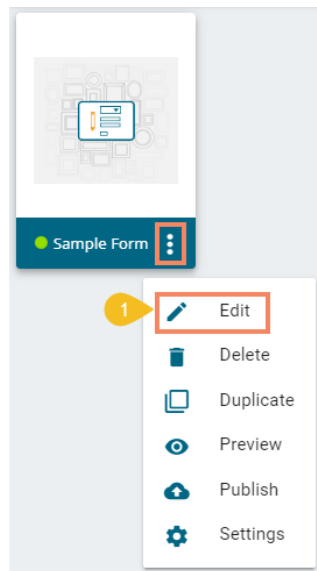 Sample Form
1
Edit
Delete
Duplicate
Preview
Publish
Settings